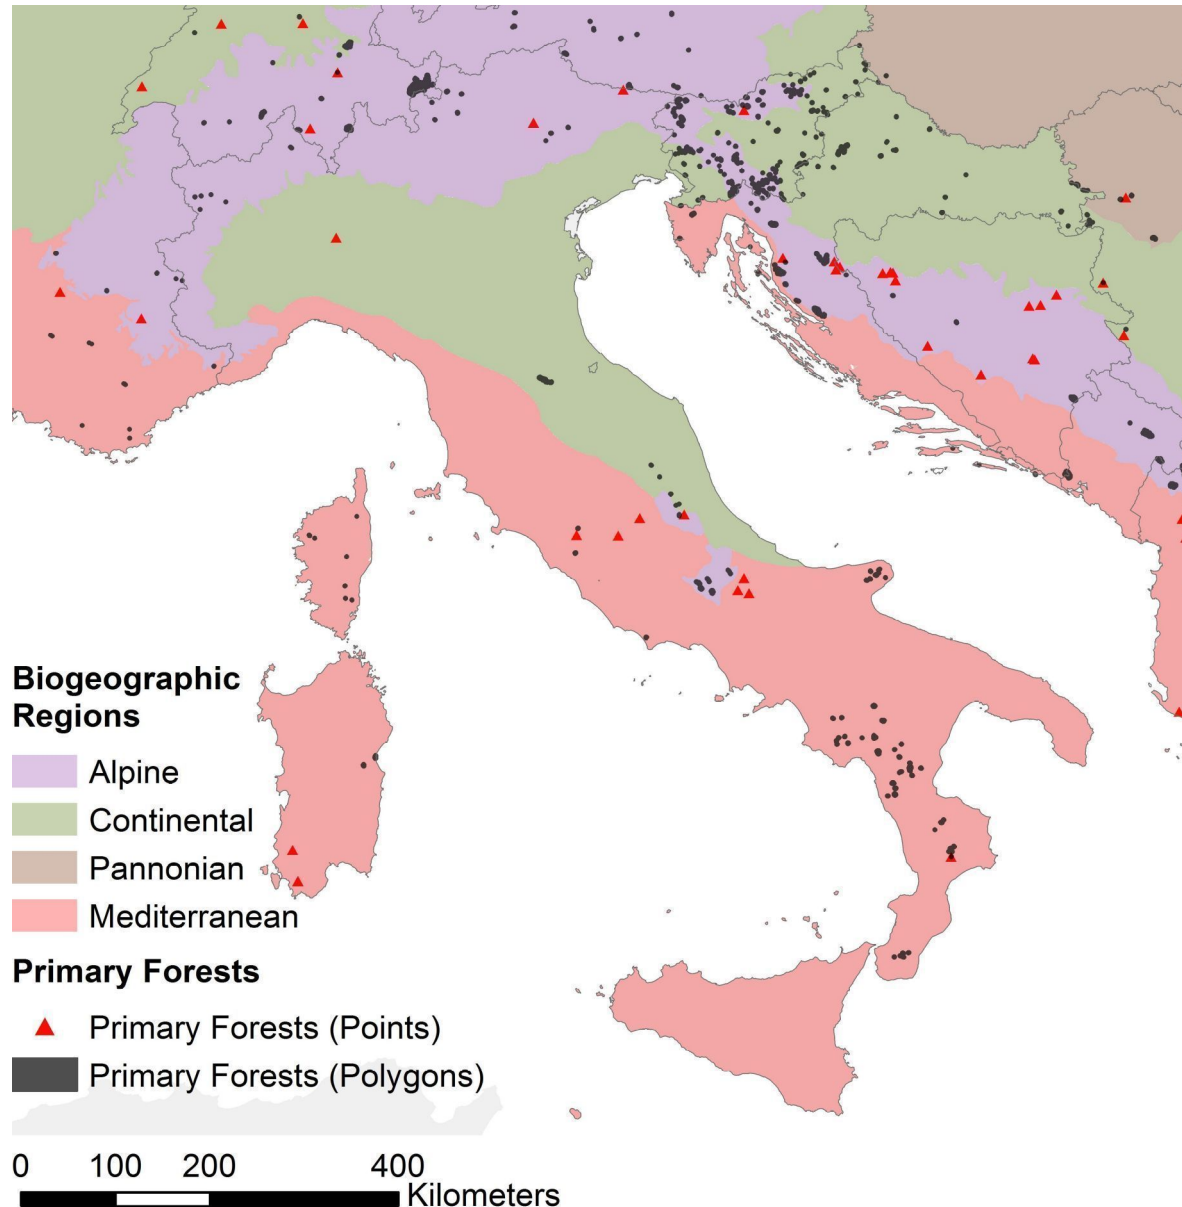 Biogeographic
Regions
Alpine
Continental
Pannonian
Mediterranean
Primary Forests
Primary Forests (Points)
Primary Forests (Polygons)
0 100 200 400
Kilometers